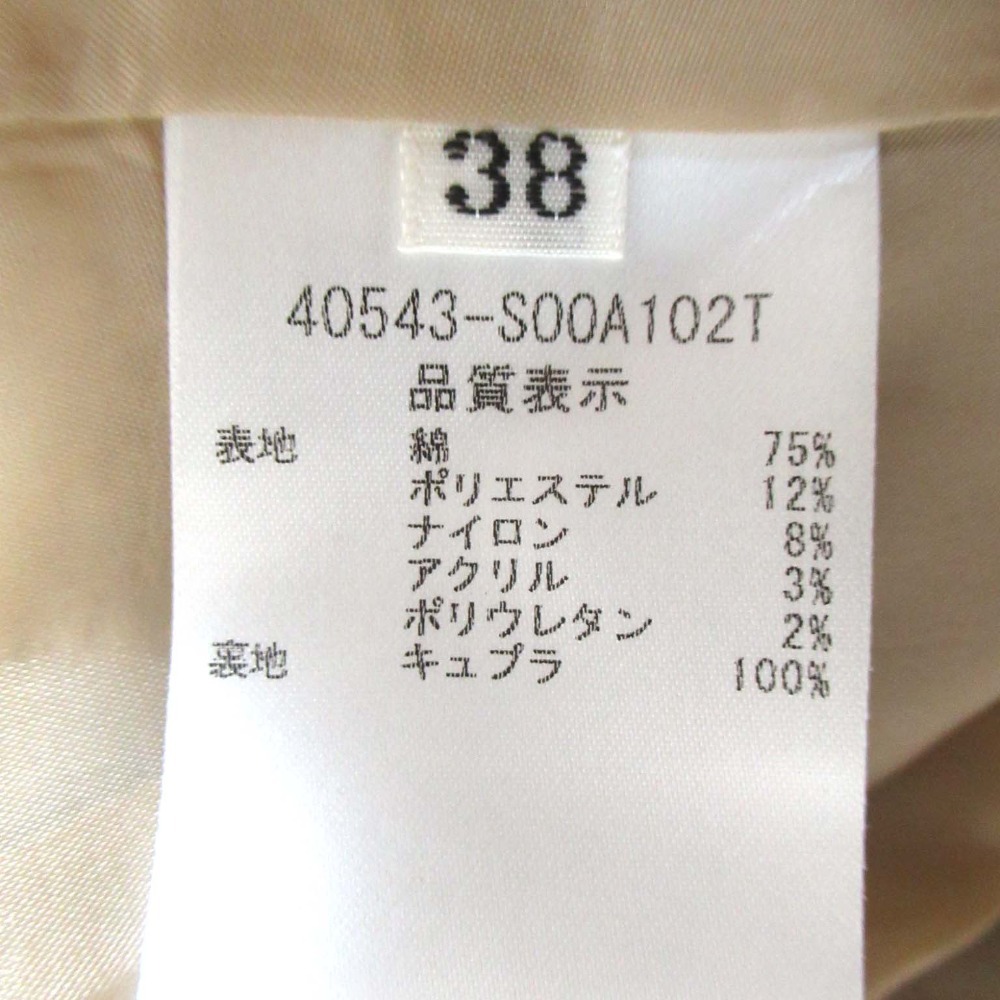 38
40543-S00A102T
品質表示
表地 綿 75%
ポリエステル 12%
ナイロン 8%
アクリル 3%
ポリウレタン 2%
裏地 キュプラ 100%